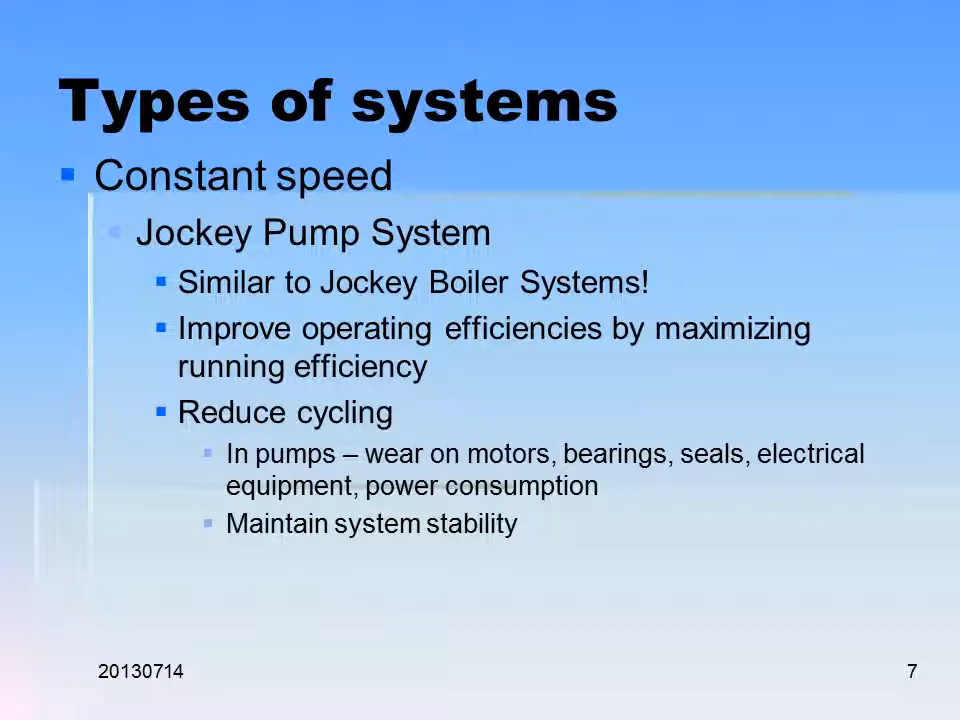 Types of systems
Constant speed
Jockey Pump System
Similar to Jockey Boiler Systems!
Improve operating efficiencies by maximizing
running efficiency
Reduce cycling
In pumps – wear on motors, bearings, seals, electrical
equipment, power consumption
Maintain system stability
20130714
7